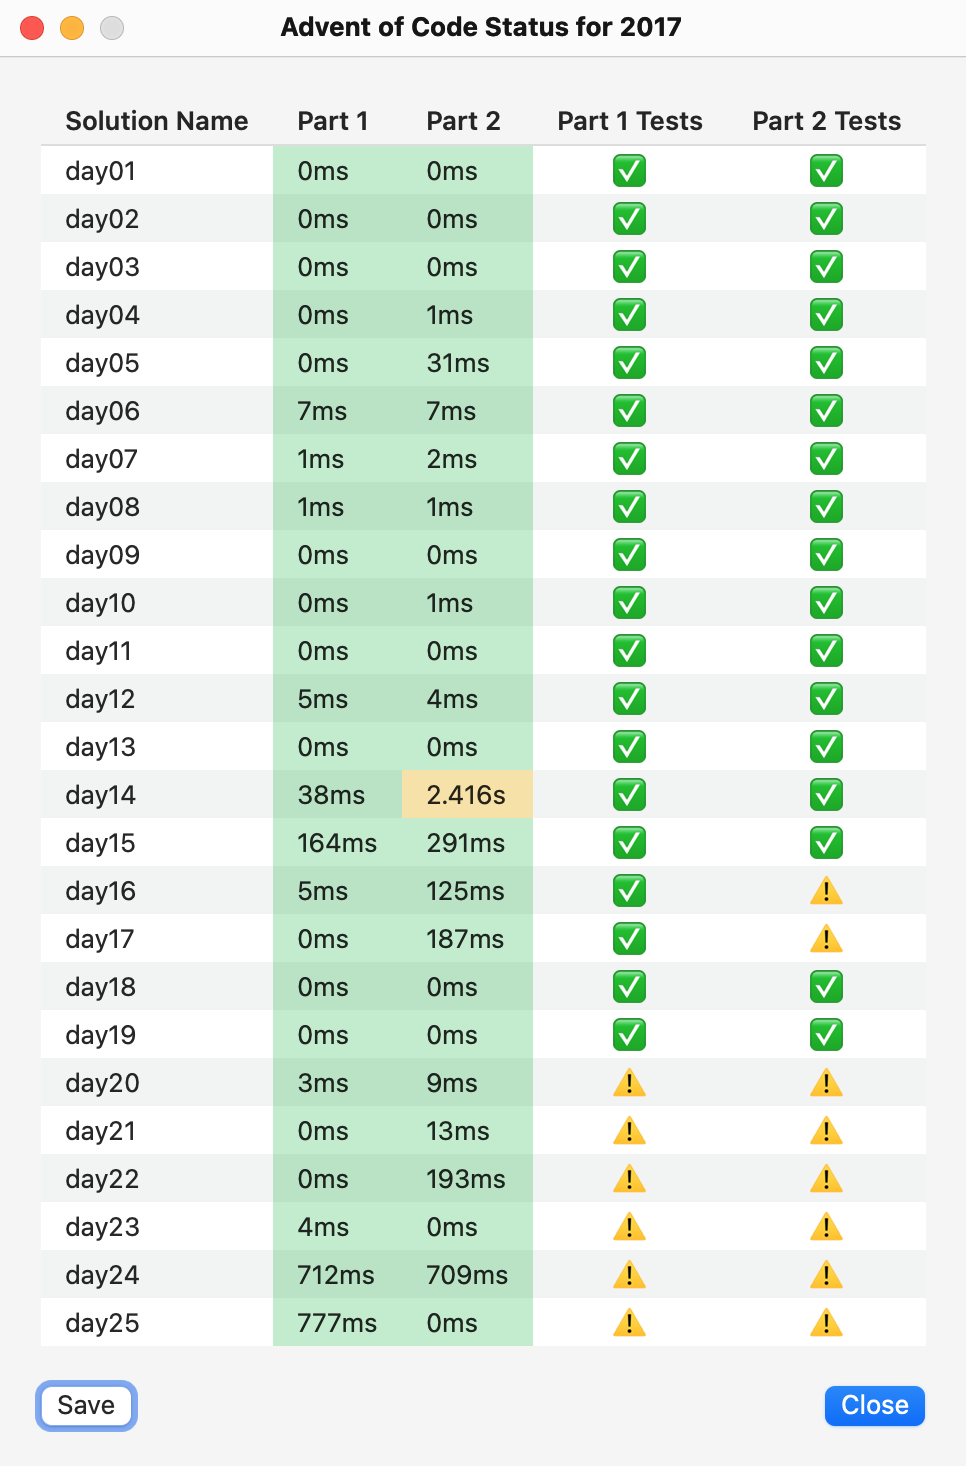 Advent of Code Status for 2017
Solution Name Part 1 Part 2 Part 1 Tests Part 2 Tests
day01 0ms 0ms ✅ ✅
day02 0ms 0ms ✅ ✅
day03 0ms 0ms ✅ ✅
day04 0ms 1ms ✅ ✅
day05 0ms 31ms ✅ ✅
day06 7ms 7ms ✅ ✅
day07 1ms 2ms ✅ ✅
day08 1ms 1ms ✅ ✅
day09 0ms 0ms ✅ ✅
day10 0ms 1ms ✅ ✅
day11 0ms 0ms ✅ ✅
day12 5ms 4ms ✅ ✅
day13 0ms 0ms ✅ ✅
day14 38ms 2.416s ✅ ✅
day15 164ms 291ms ✅ ✅
day16 5ms 125ms ✅ ⚠️
day17 0ms 187ms ✅ ⚠️
day18 0ms 0ms ✅ ✅
day19 0ms 0ms ✅ ✅
day20 3ms 9ms ⚠️ ⚠️
day21 0ms 13ms ⚠️ ⚠️
day22 0ms 193ms ⚠️ ⚠️
day23 4ms 0ms ⚠️ ⚠️
day24 712ms 709ms ⚠️ ⚠️
day25 777ms 0ms ⚠️ ⚠️
Save Close